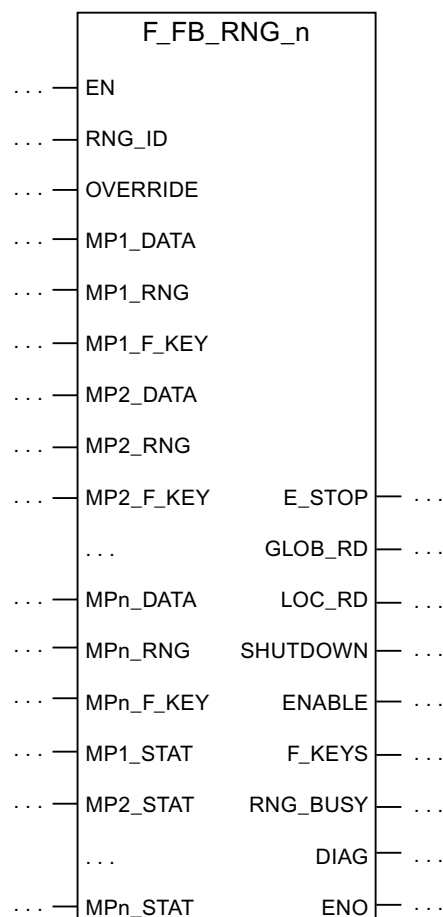 F_FB_RNG_n
... EN
... RNG_ID
... OVERRIDE
... MP1_DATA
... MP1_RNG
... MP1_F_KEY
... MP2_DATA
... MP2_RNG
... MP2_F_KEY E_STOP ...
... GLOB_RD ...
... MPn_DATA LOC_RD ...
... MPn_RNG SHUTDOWN ...
... MPn_F_KEY ENABLE ...
... MP1_STAT F_KEYS ...
... MP2_STAT RNG_BUSY ...
... DIAG ...
... MPn_STAT ENO ...